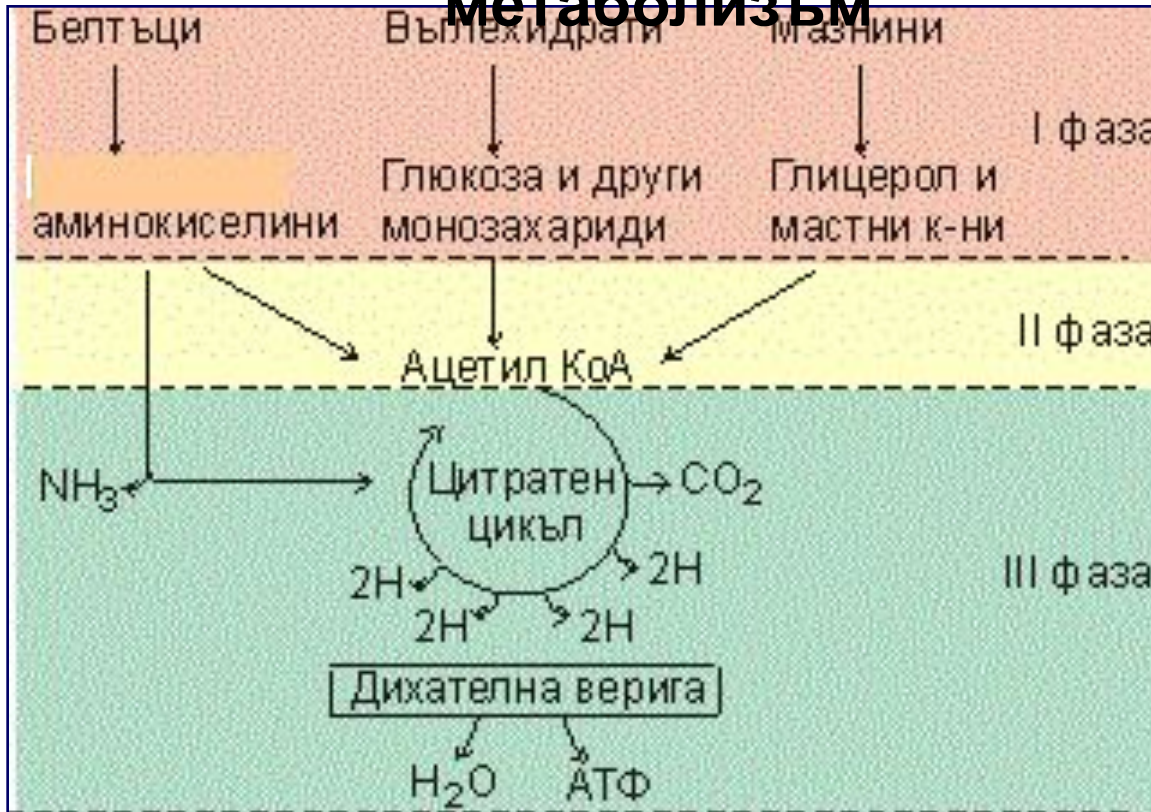 метаболизъм
Белтъци Въглехидрати Мазнини
I фаза
Глюкоза и други Глицерол и
аминокиселини монозахариди мастни к-ни
II фаза
Ацетил КоА
NH3 Цитратен CO2
цикъл
2H 2H III фаза
2H 2H
Дихателна верига
H2O АТФ